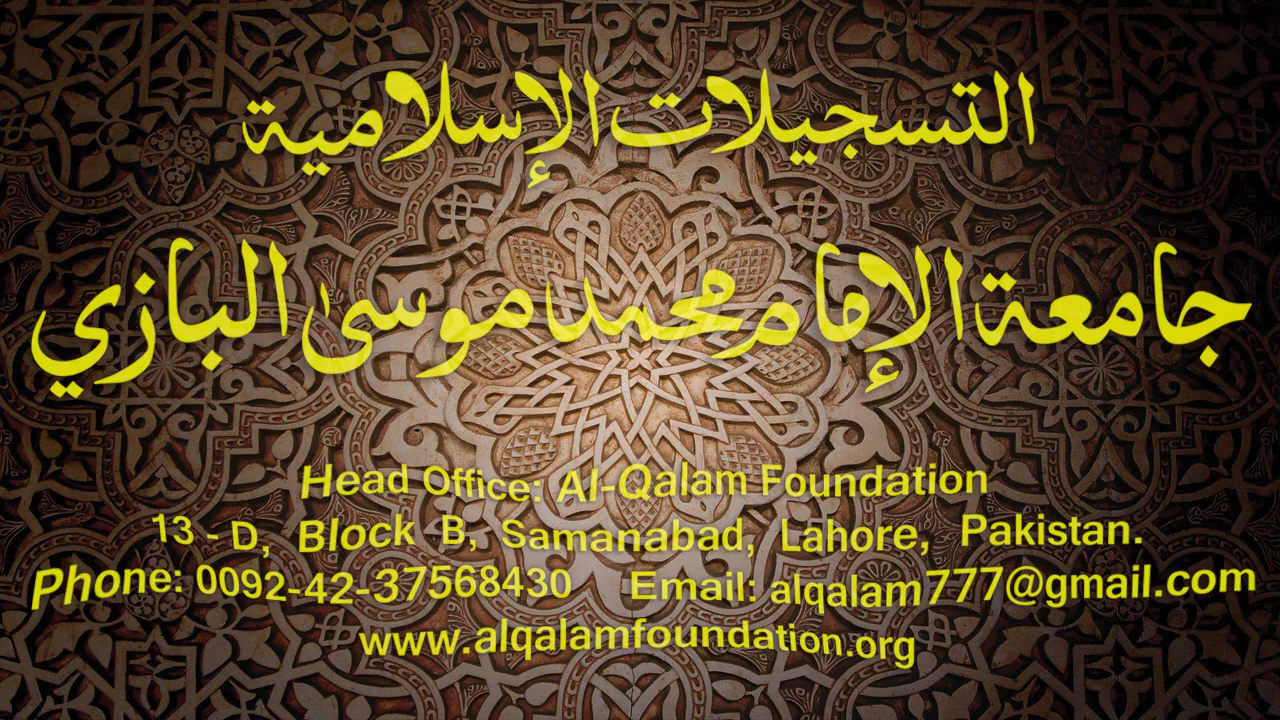 التسجيلات الإسلامية
جامعة الإمام محمد موسى البازي
Head Office: Al-Qalam Foundation
13 - D, Block B, Samanabad, Lahore, Pakistan.
Phone: 0092-42-37568430 Email: alqalam777@gmail.com
www.alqalamfoundation.org